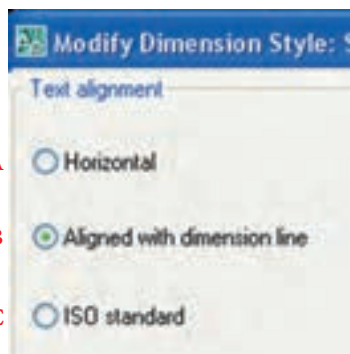 Modify Dimension Style: S
Text alignment
A Horizontal
B Aligned with dimension line
C ISO standard